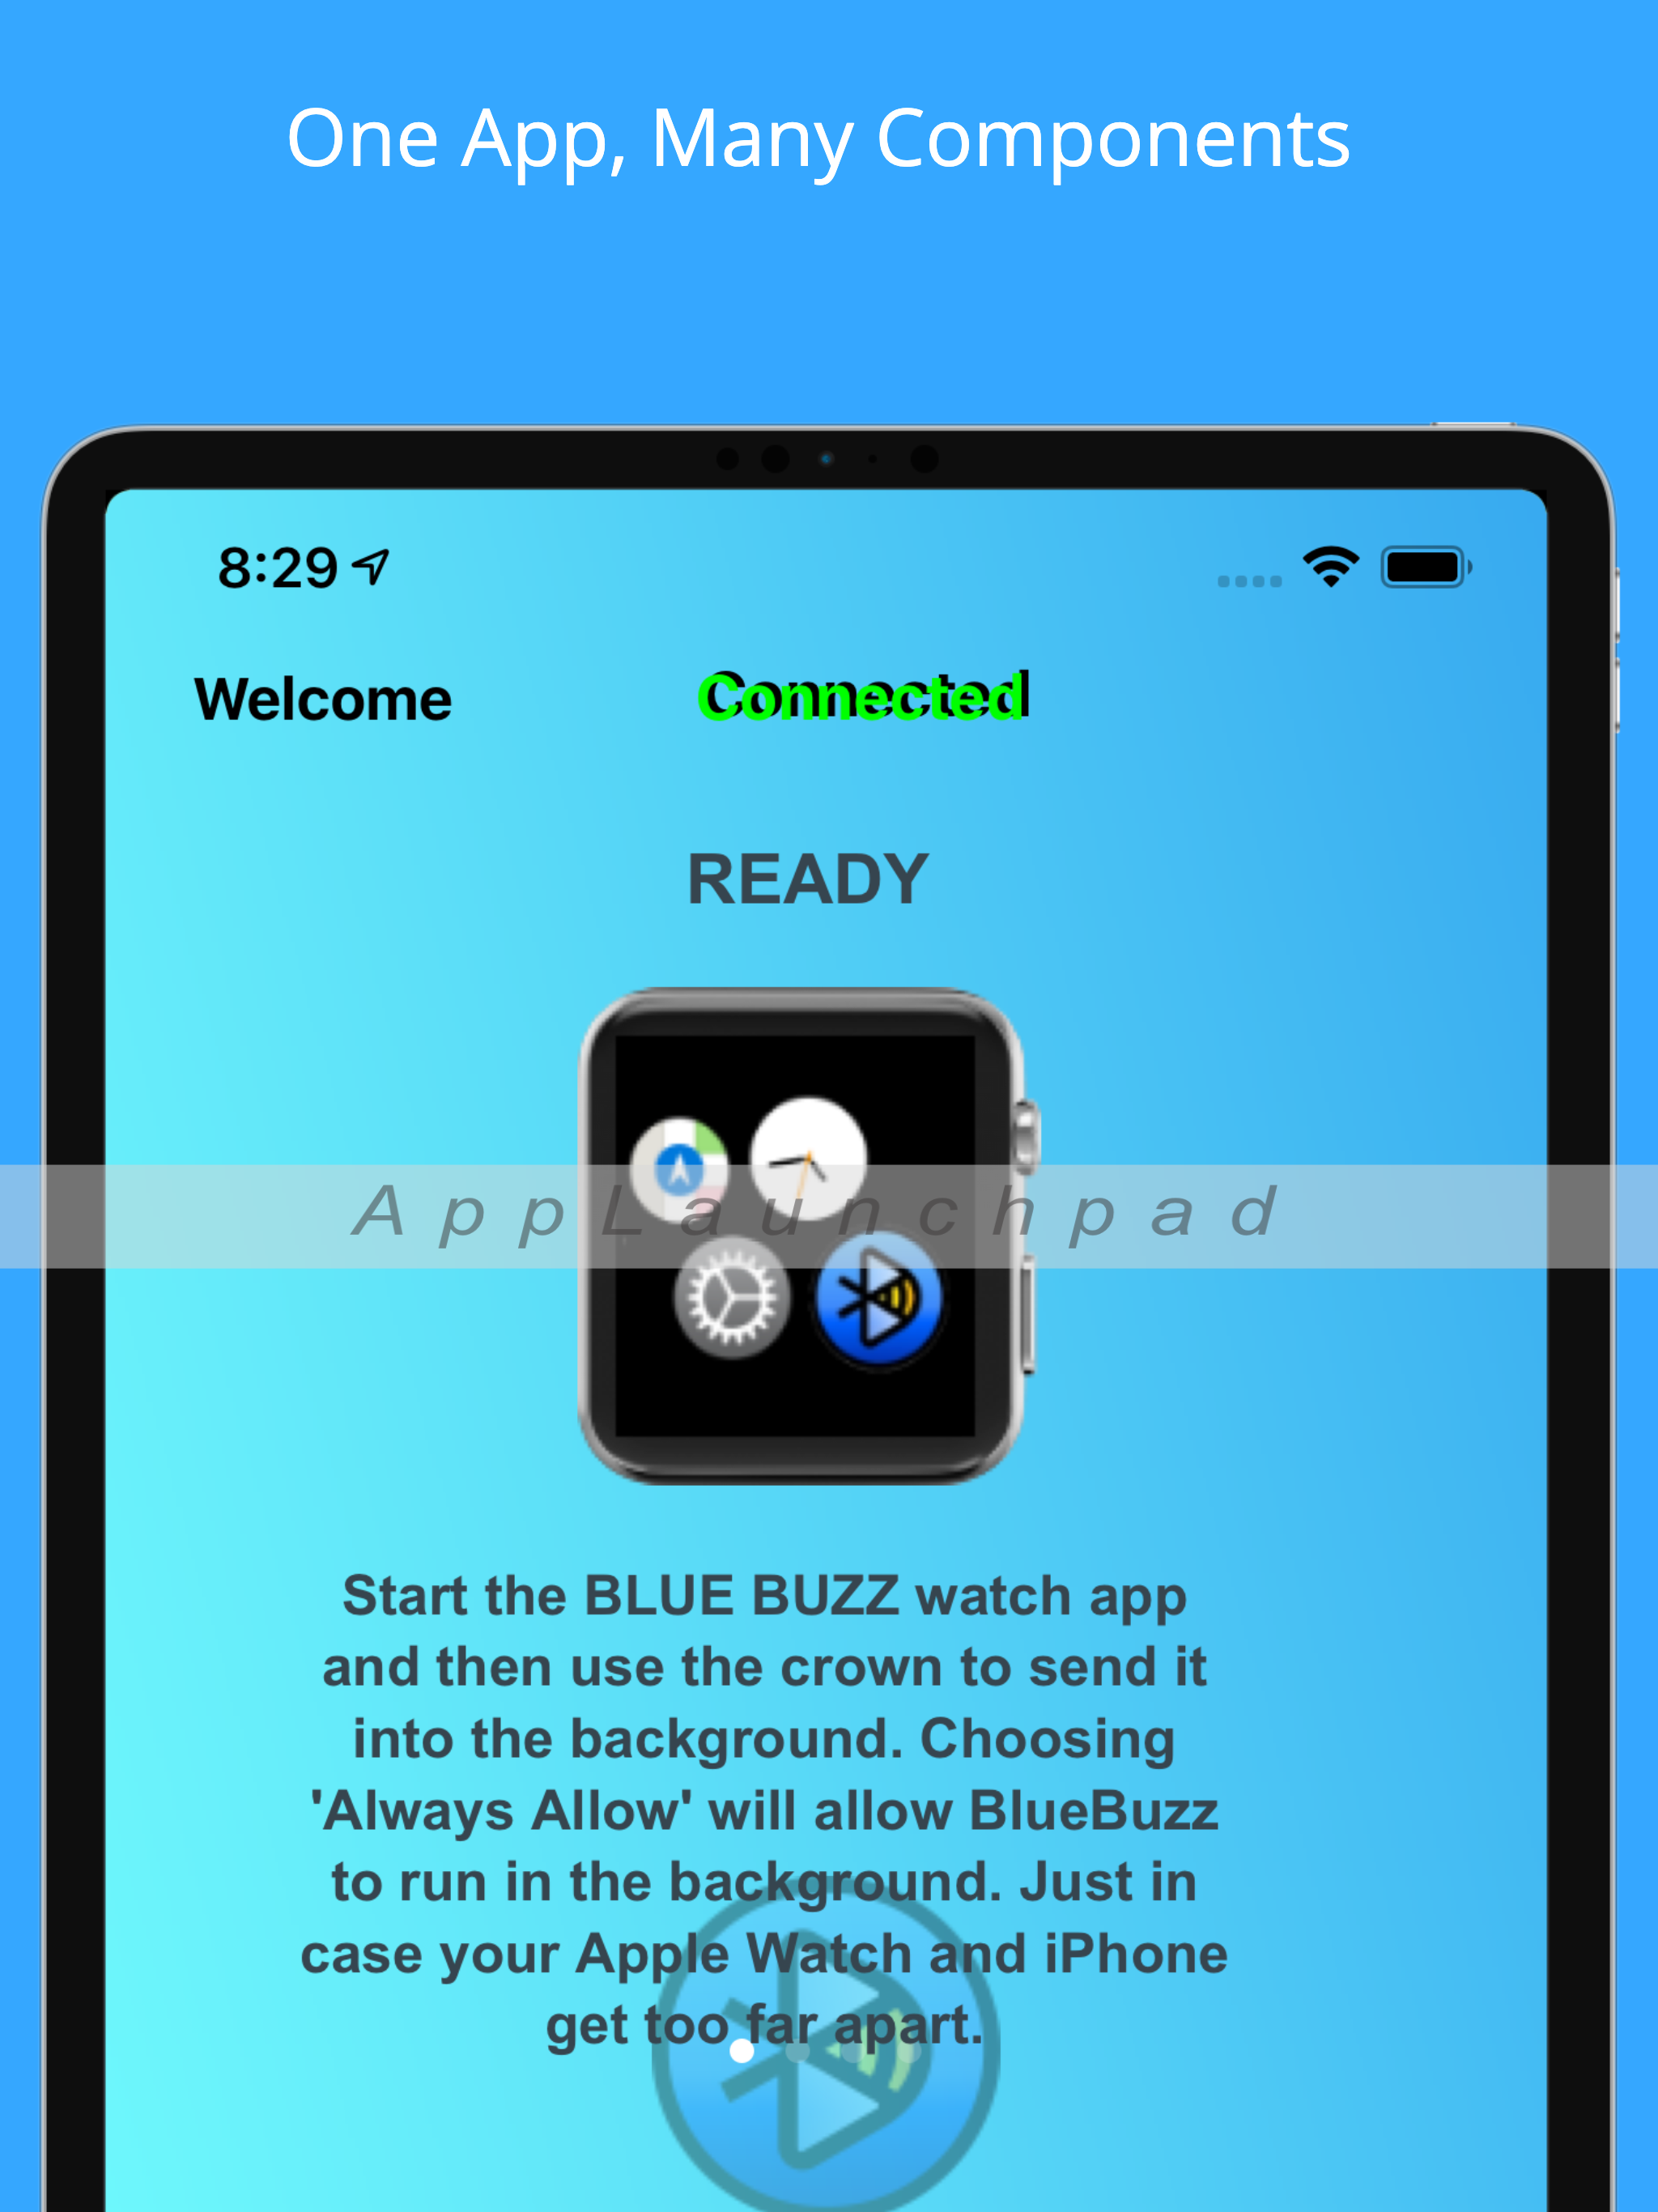 One App, Many Components
8:29
Welcome
Connected
READY
AppLaunchpad
Start the BLUE BUZZ watch app
and then use the crown to send it
into the background. Choosing
'Always Allow' will allow BlueBuzz
to run in the background. Just in
case your Apple Watch and iPhone
get too far apart.